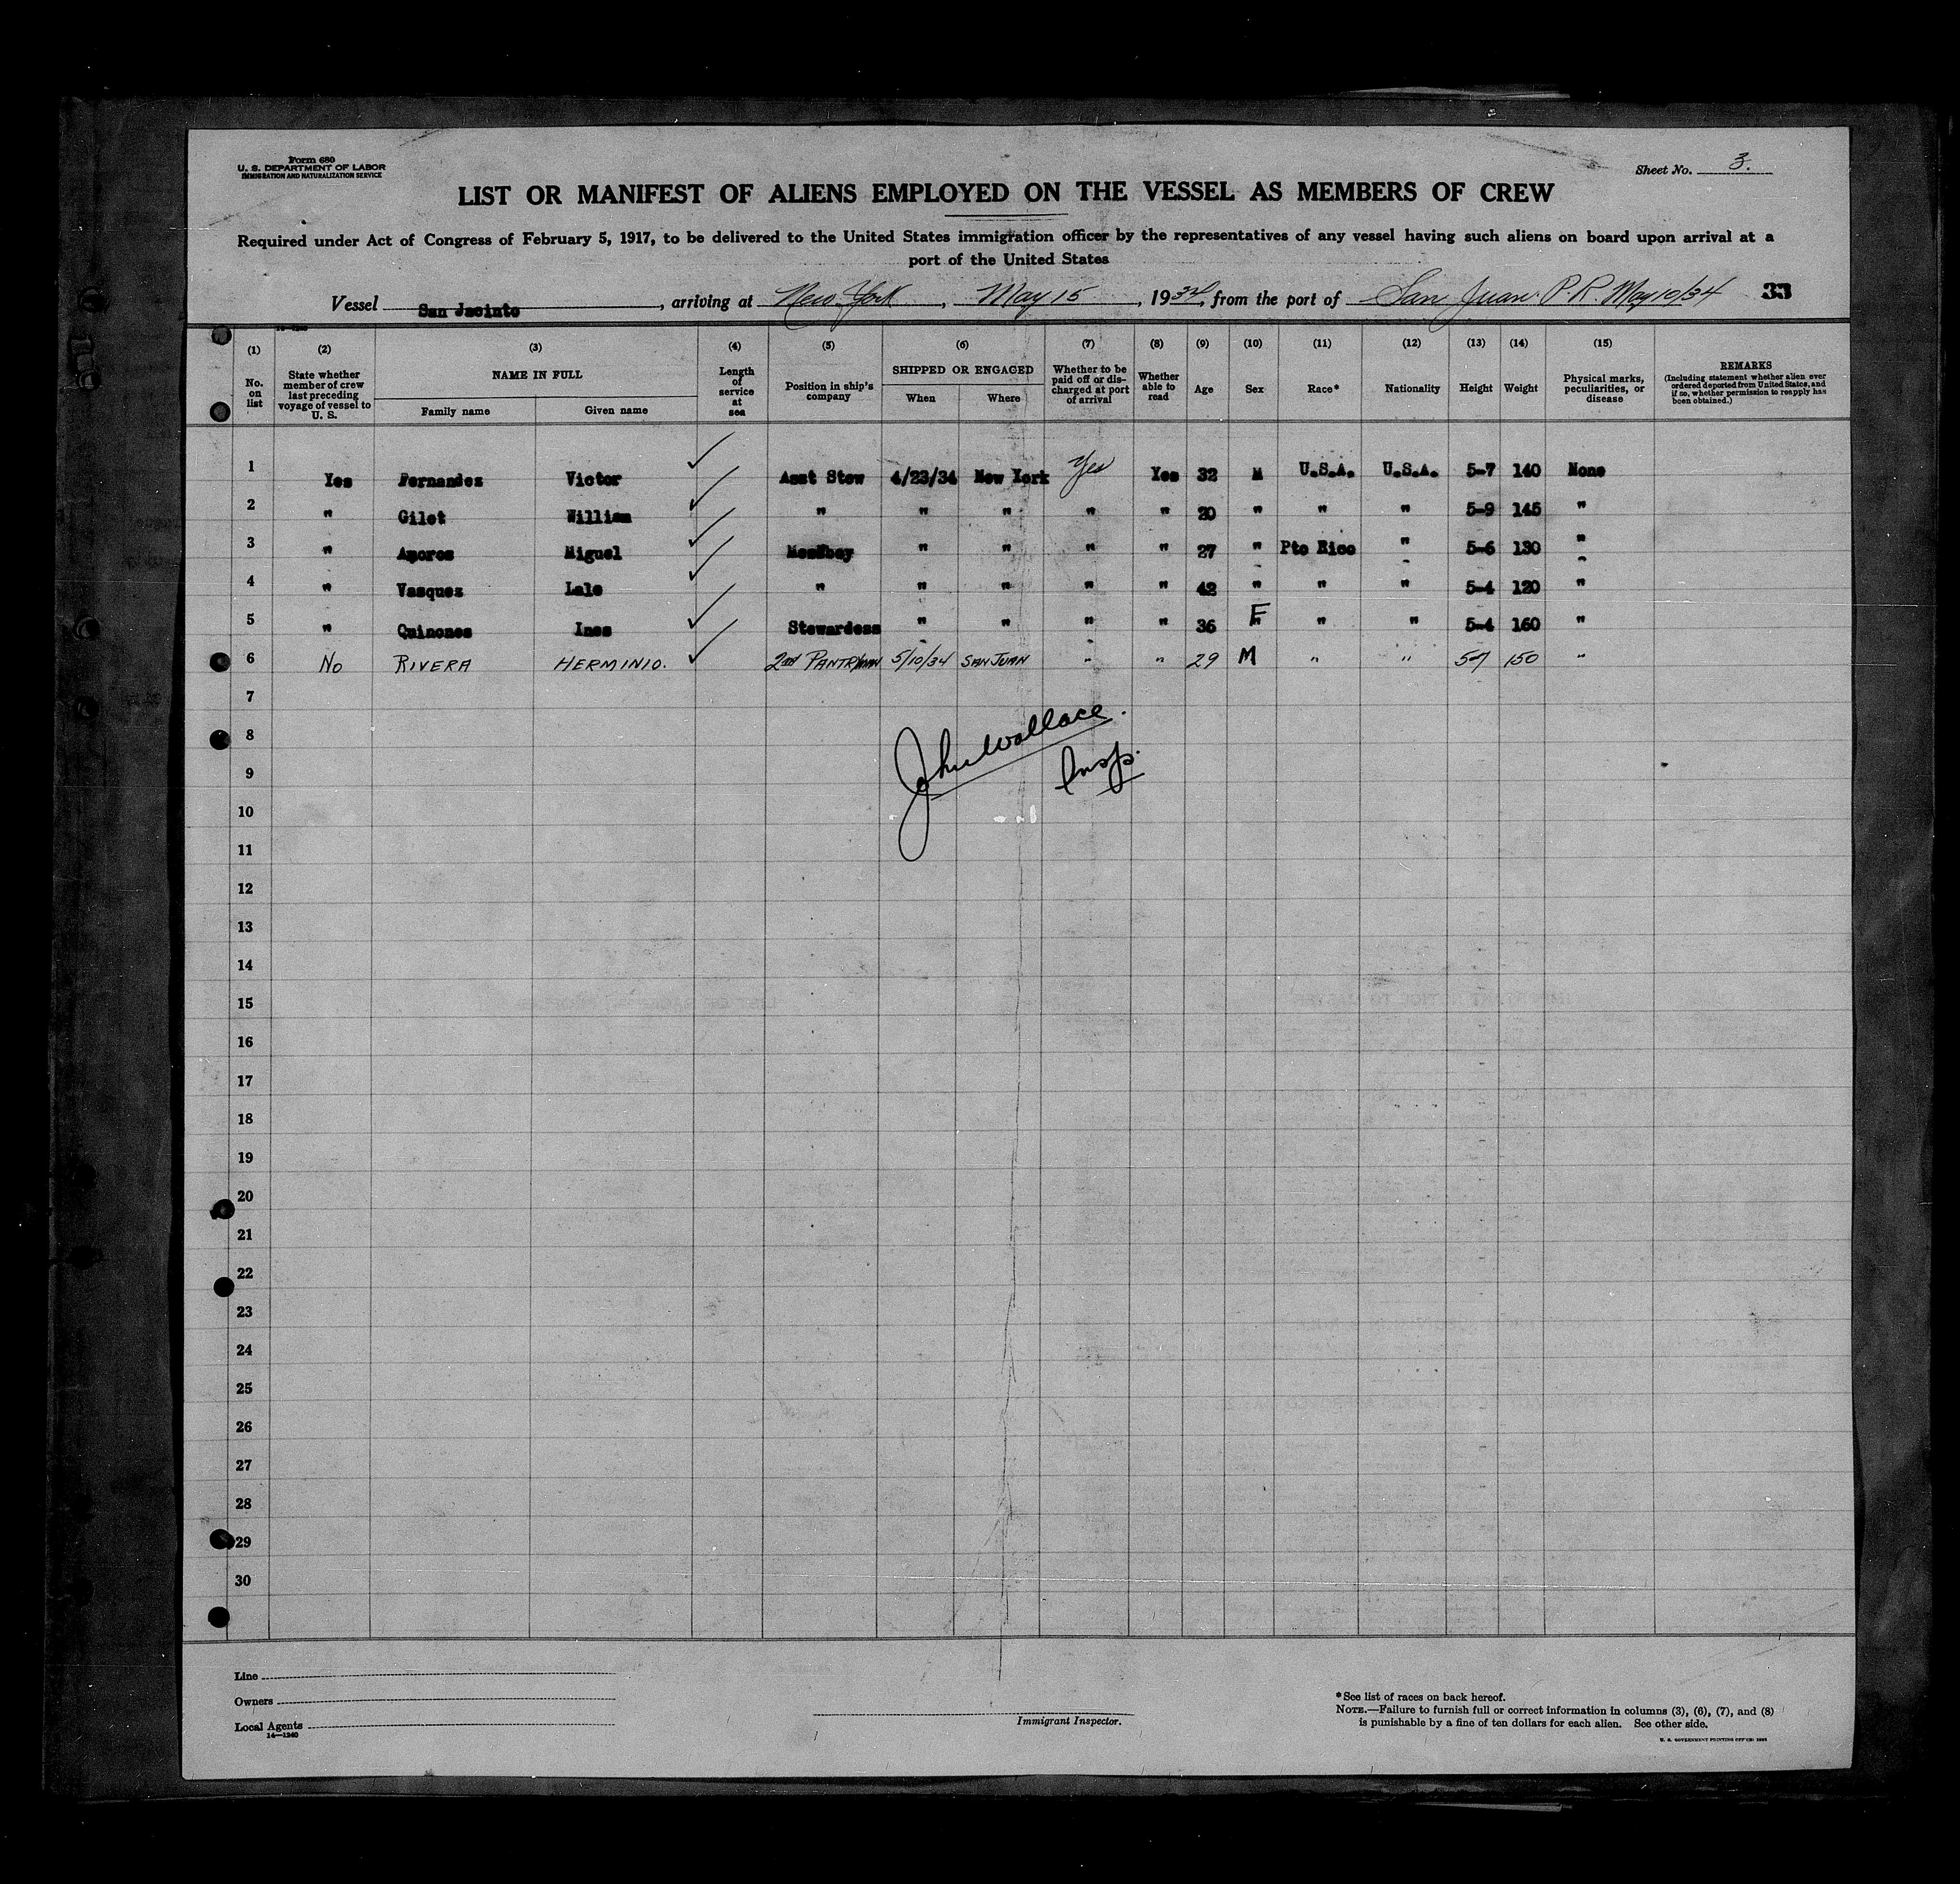 Form 680
U. S. DEPARTMENT OF LABOR
IMMIGRATION AND NATURALIZATION SERVICE
Sheet No. 3.
LIST OR MANIFEST OF ALIENS EMPLOYED ON THE VESSEL AS MEMBERS OF CREW
Required under Act of Congress of February 5, 1917, to be delivered to the United States immigration officer by the representatives of any vessel having such aliens on board upon arrival at a
port of the United States
Vessel San Jacinto, arriving at New York, May 15, 1934, from the port of San Juan. P.R. May 10/34 33
(1) (2) (3) (4) (5) (6) (7) (8) (9) (10) (11) (12) (13) (14) (15)
No. on list
State whether member of crew last preceding voyage of vessel to U. S.
NAME IN FULL
Family name
Given name
Length of service at sea
Position in ship's company
SHIPPED OR ENGAGED
When
Where
Whether to be paid off or discharged at port of arrival
Whether able to read
Age
Sex
Race*
Nationality
Height
Weight
Physical marks, peculiarities, or disease
REMARKS
(Including statement whether alien ever ordered deported from United States, and if so, whether permission to reapply has been obtained.)
1 Yes Fernandez Victor ✓ Asst Stew 4/23/34 New York Yes Yes 32 M U.S.A. U.S.A. 5-7 140 None
2 " Gilot William ✓ " " " " " 20 " " " 5-9 145 "
3 " Amoros Miguel ✓ Messboy " " " " 27 " Pto Rico " 5-6 130 "
4 " Vasquez Lalo ✓ " " " " " 42 " " " 5-4 120 "
5 " Quinones Ines ✓ Stewardess " " " " 36 F " " 5-4 160 "
6 No RIVERA HERMINIO. ✓ 2nd PANTRYMAN 5/10/34 SAN JUAN " " 29 M " " 5-7 150 "
7
8
John Wallace.
9
Insp.
10
11
12
13
14
15
16
17
18
19
20
21
22
23
24
25
26
27
28
29
30
Line
Owners
Local Agents
14—1240
Immigrant Inspector.
*See list of races on back hereof.
NOTE.—Failure to furnish full or correct information in columns (3), (6), (7), and (8)
is punishable by a fine of ten dollars for each alien. See other side.